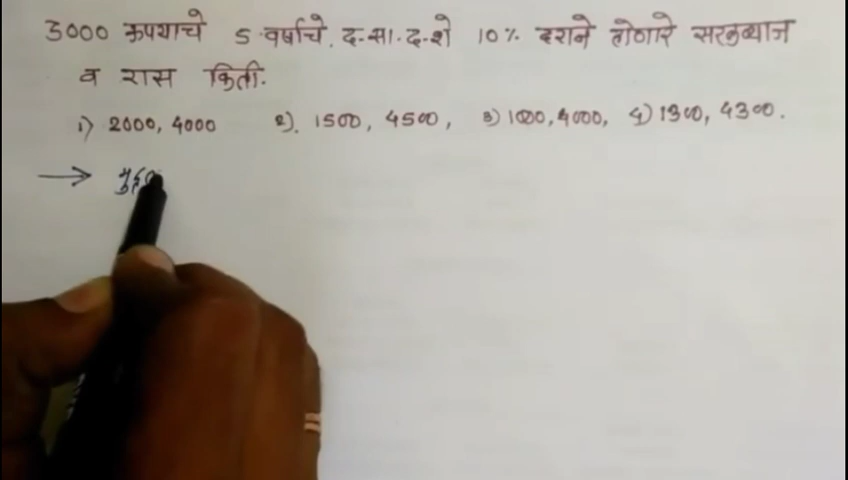 3000 रुपयाचे 5 वर्षाचे द.सा.द.शे 10% दराने होणारे सरळव्याज
व रास किती.
1) 2000, 4000 2). 1500, 4500, 3) 1000, 4000, 4) 1300, 4300.
→ मुद्द